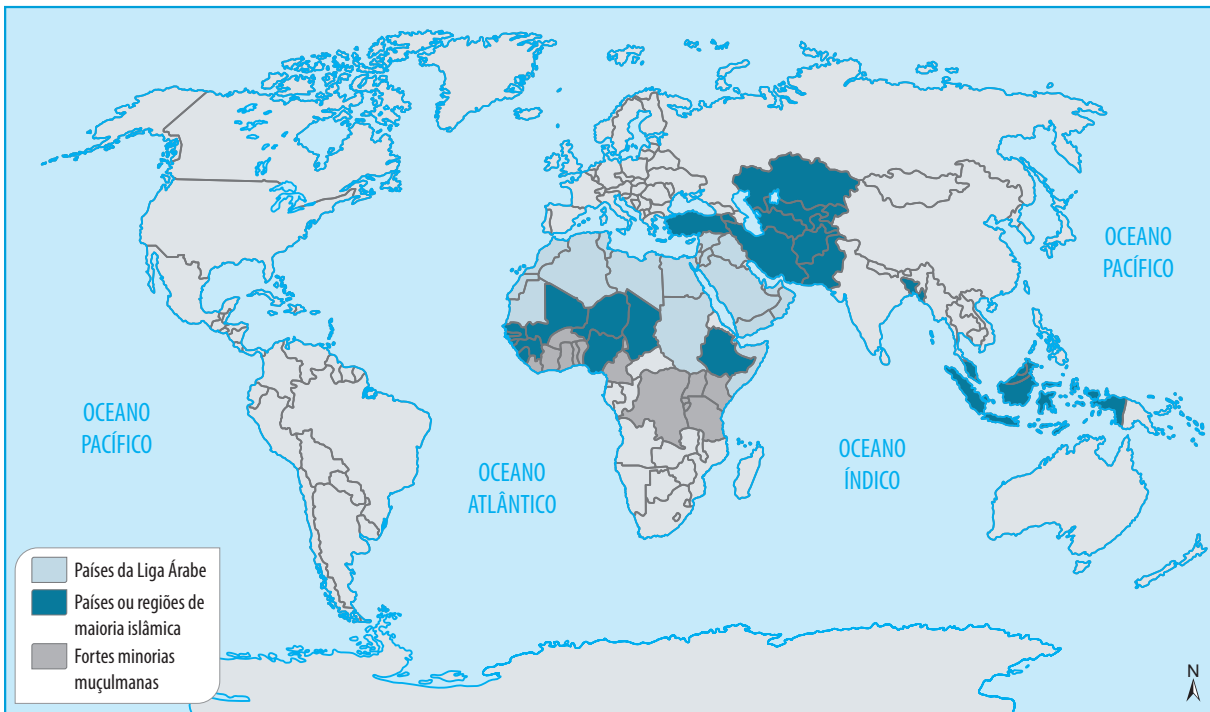 OCEANO
PACÍFICO
OCEANO
PACÍFICO
OCEANO
ATLÂNTICO
OCEANO
ÍNDICO
Países da Liga Árabe
Países ou regiões de
maioria islâmica
Fortes minorias
muçulmanas
N